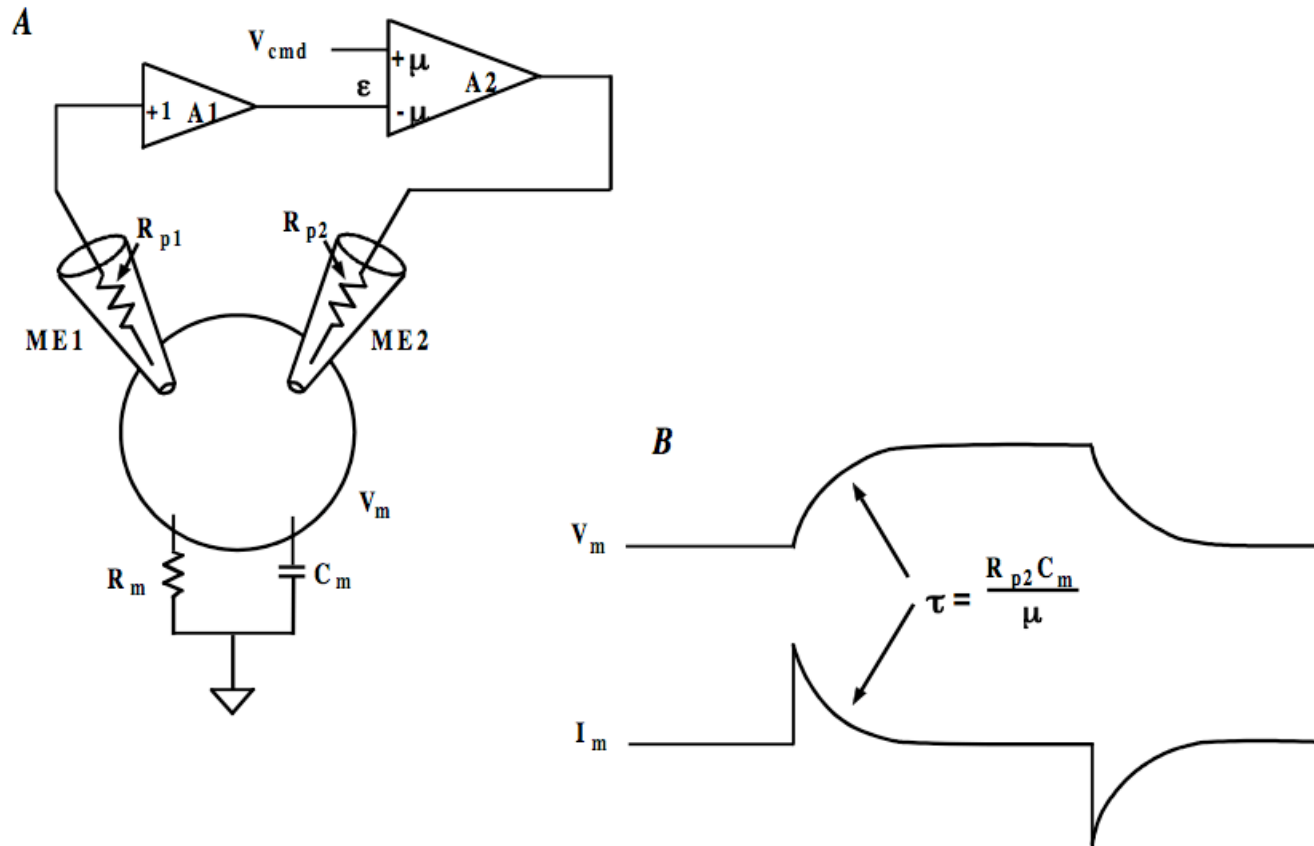 A
V cmd
+μ
A2
ε
-μ
+1 A1
R p1
R p2
ME1
ME2
V m
R m
C m
B
V m
τ = R p2 C m
μ
I m